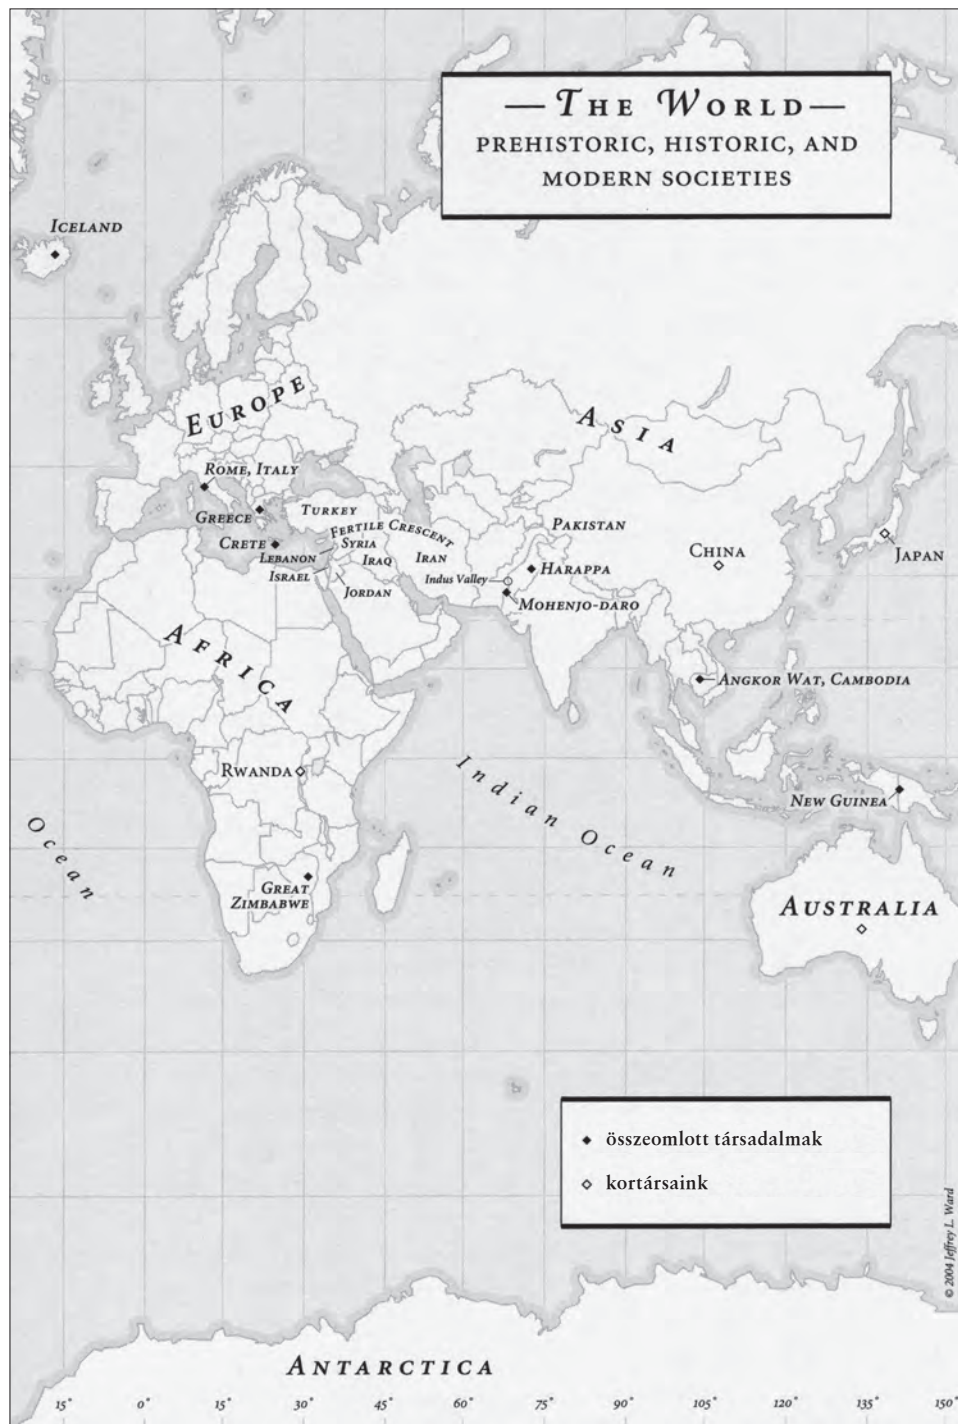 — THE WORLD —
PREHISTORIC, HISTORIC, AND
MODERN SOCIETIES
ICELAND
EUROPE
ASIA
ROME, ITALY
GREECE
TURKEY
CRETE
FERTILE CRESCENT
LEBANON
SYRIA
ISRAEL
IRAQ
IRAN
JORDAN
PAKISTAN
HARAPPA
Indus Valley
MOHENJO-DARO
CHINA
JAPAN
AFRICA
ANGKOR WAT, CAMBODIA
RWANDA
Indian Ocean
NEW GUINEA
Ocean
GREAT
ZIMBABWE
AUSTRALIA
összeomlott társadalmak
kortársaink
© 2004 Jeffrey L. Ward
ANTARCTICA
15° 0° 15° 30° 45° 60° 75° 90° 105° 120° 135° 150°